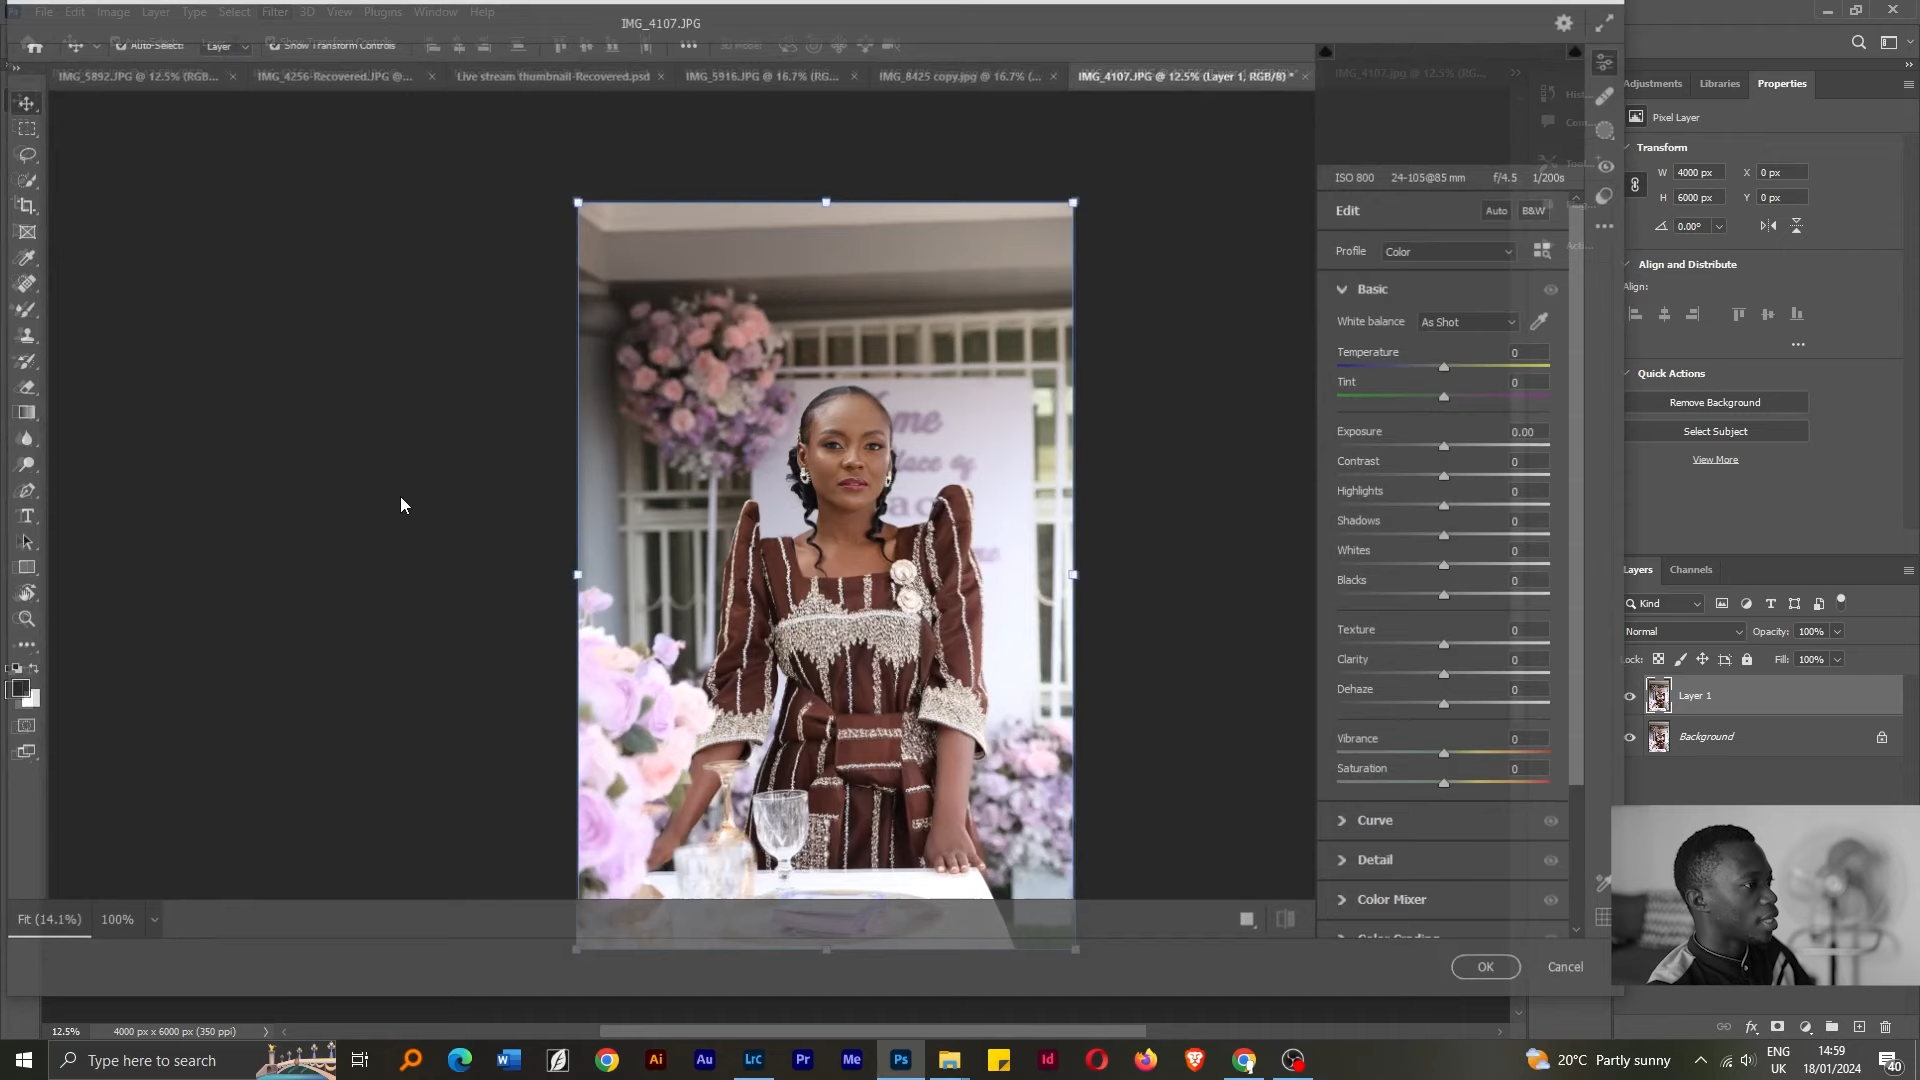 File Edit Image Layer Type Select Filter 3D View Plugins Window Help
IMG_4107.JPG
Auto-Select: Layer Show Transform Controls 3D Mode:
IMG_5892.JPG @ 12.5% (RGB...
IMG_4256-Recovered.JPG @...
Live stream thumbnail-Recovered.psd
IMG_5916.JPG @ 16.7% (RG...
IMG_8425 copy.jpg @ 16.7% (...
IMG_4107.JPG @ 12.5% (Layer 1, RGB/8) *
IMG_4107.jpg @ 12.5% (RG...
Adjustments Libraries Properties
Pixel Layer
Transform
W 4000 px X 0 px
H 6000 px Y 0 px
0.00°
Align and Distribute
Align:
Quick Actions
Remove Background
Select Subject
View More
ISO 800 24-105@85 mm f/4.5 1/200s
Edit Auto B&W
Profile Color
Basic
White balance As Shot
Temperature 0
Tint 0
Exposure 0.00
Contrast 0
Highlights 0
Shadows 0
Whites 0
Blacks 0
Texture 0
Clarity 0
Dehaze 0
Vibrance 0
Saturation 0
Curve
Detail
Color Mixer
Color Grading
Layers Channels
Kind
Normal Opacity: 100%
Lock: Fill: 100%
Layer 1
Background
Fit (14.1%) 100%
OK Cancel
12.5% 4000 px x 6000 px (350 ppi)
Type here to search
Ai Au Lrc Pr Me Ps Id
20°C Partly sunny
ENG
UK
14:59
18/01/2024
40